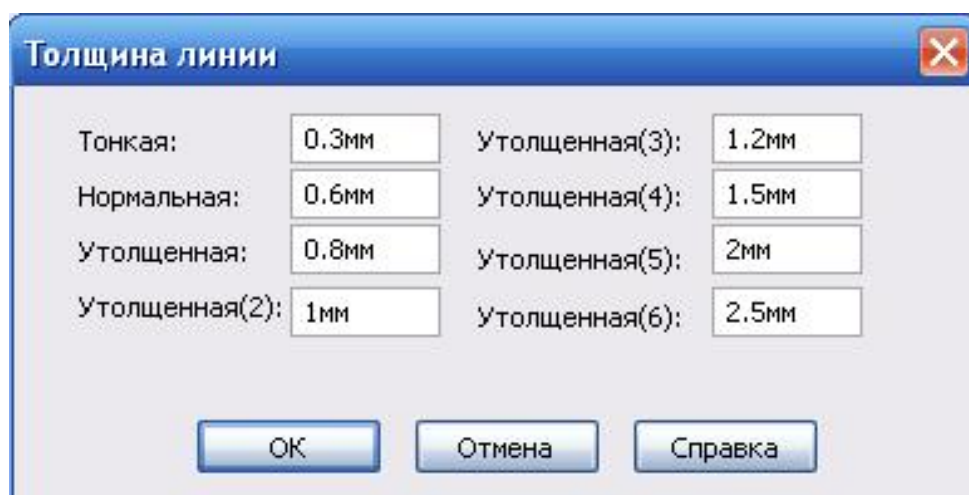 Толщина линии
Тонкая: 0.3мм Утолщенная(3): 1.2мм
Нормальная: 0.6мм Утолщенная(4): 1.5мм
Утолщенная: 0.8мм Утолщенная(5): 2мм
Утолщенная(2): 1мм Утолщенная(6): 2.5мм
ОК Отмена Справка